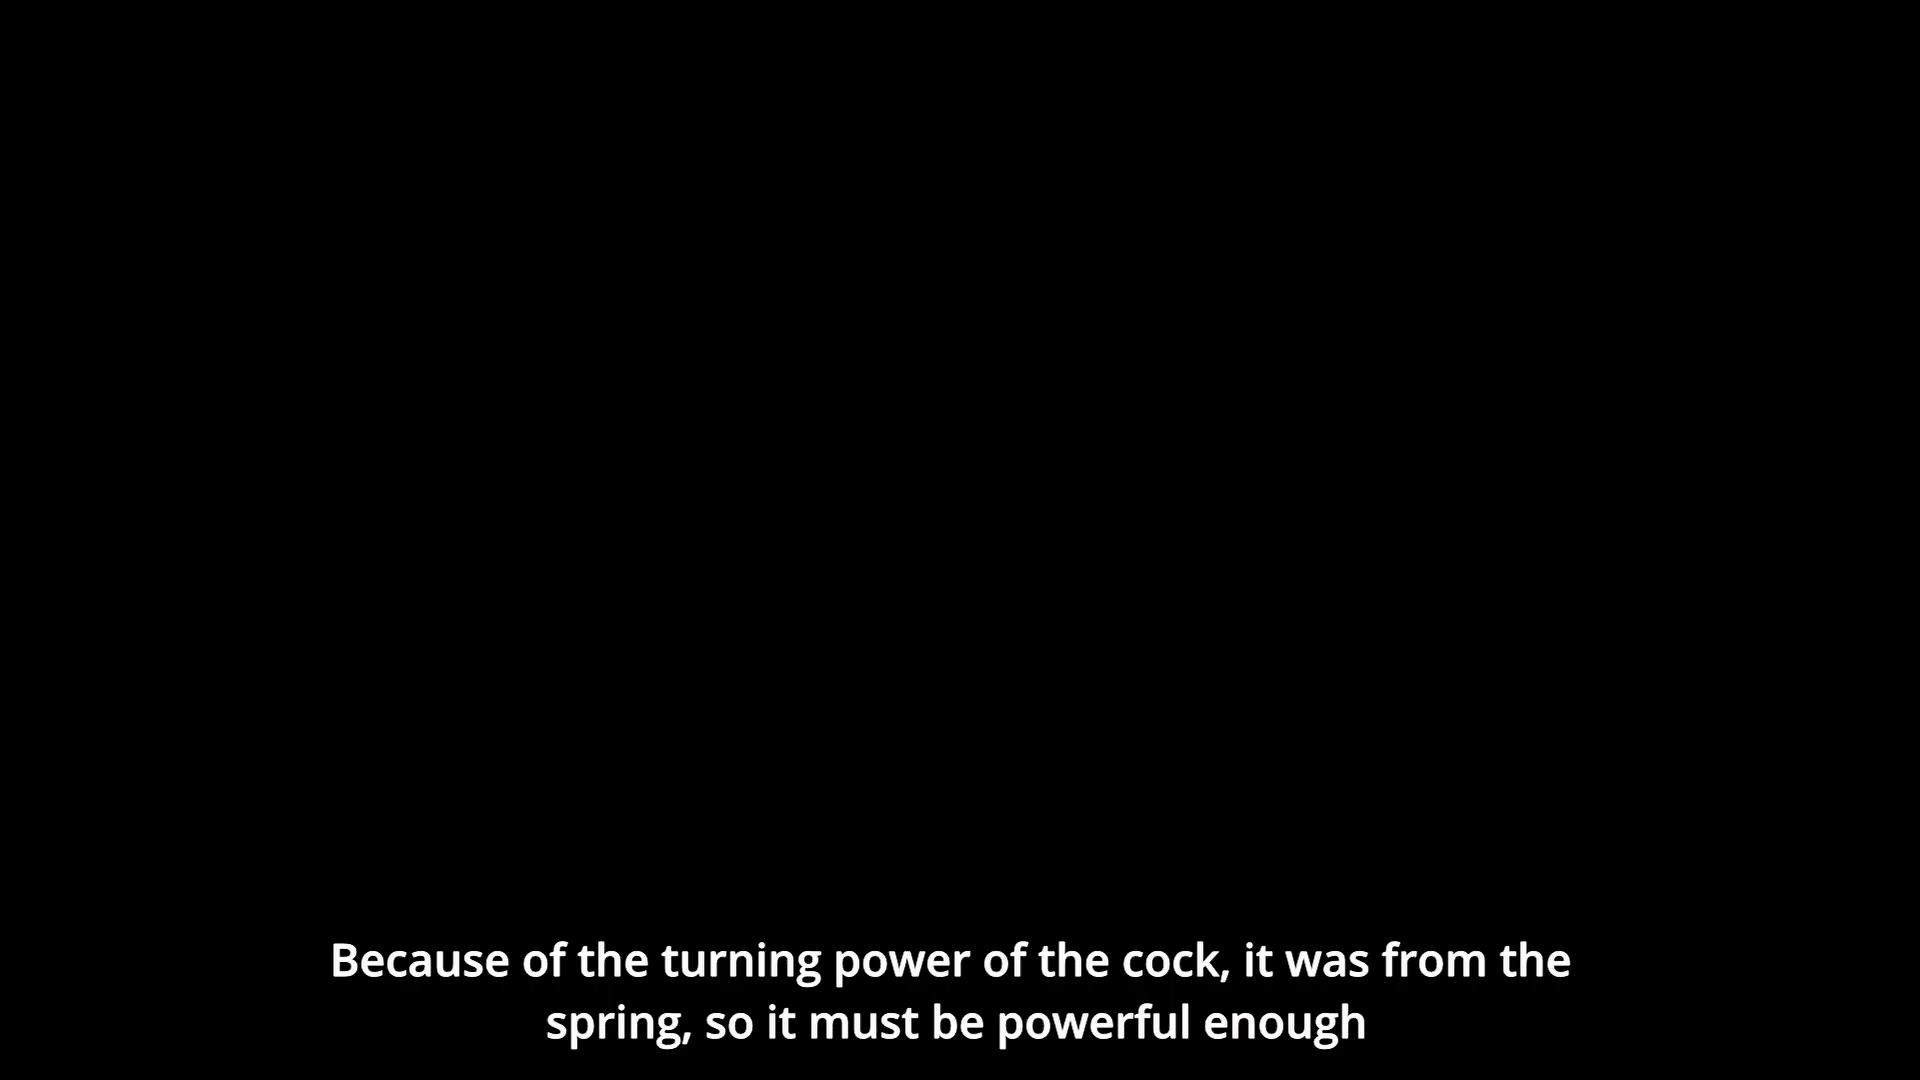 Because of the turning power of the cock, it was from the
spring, so it must be powerful enough